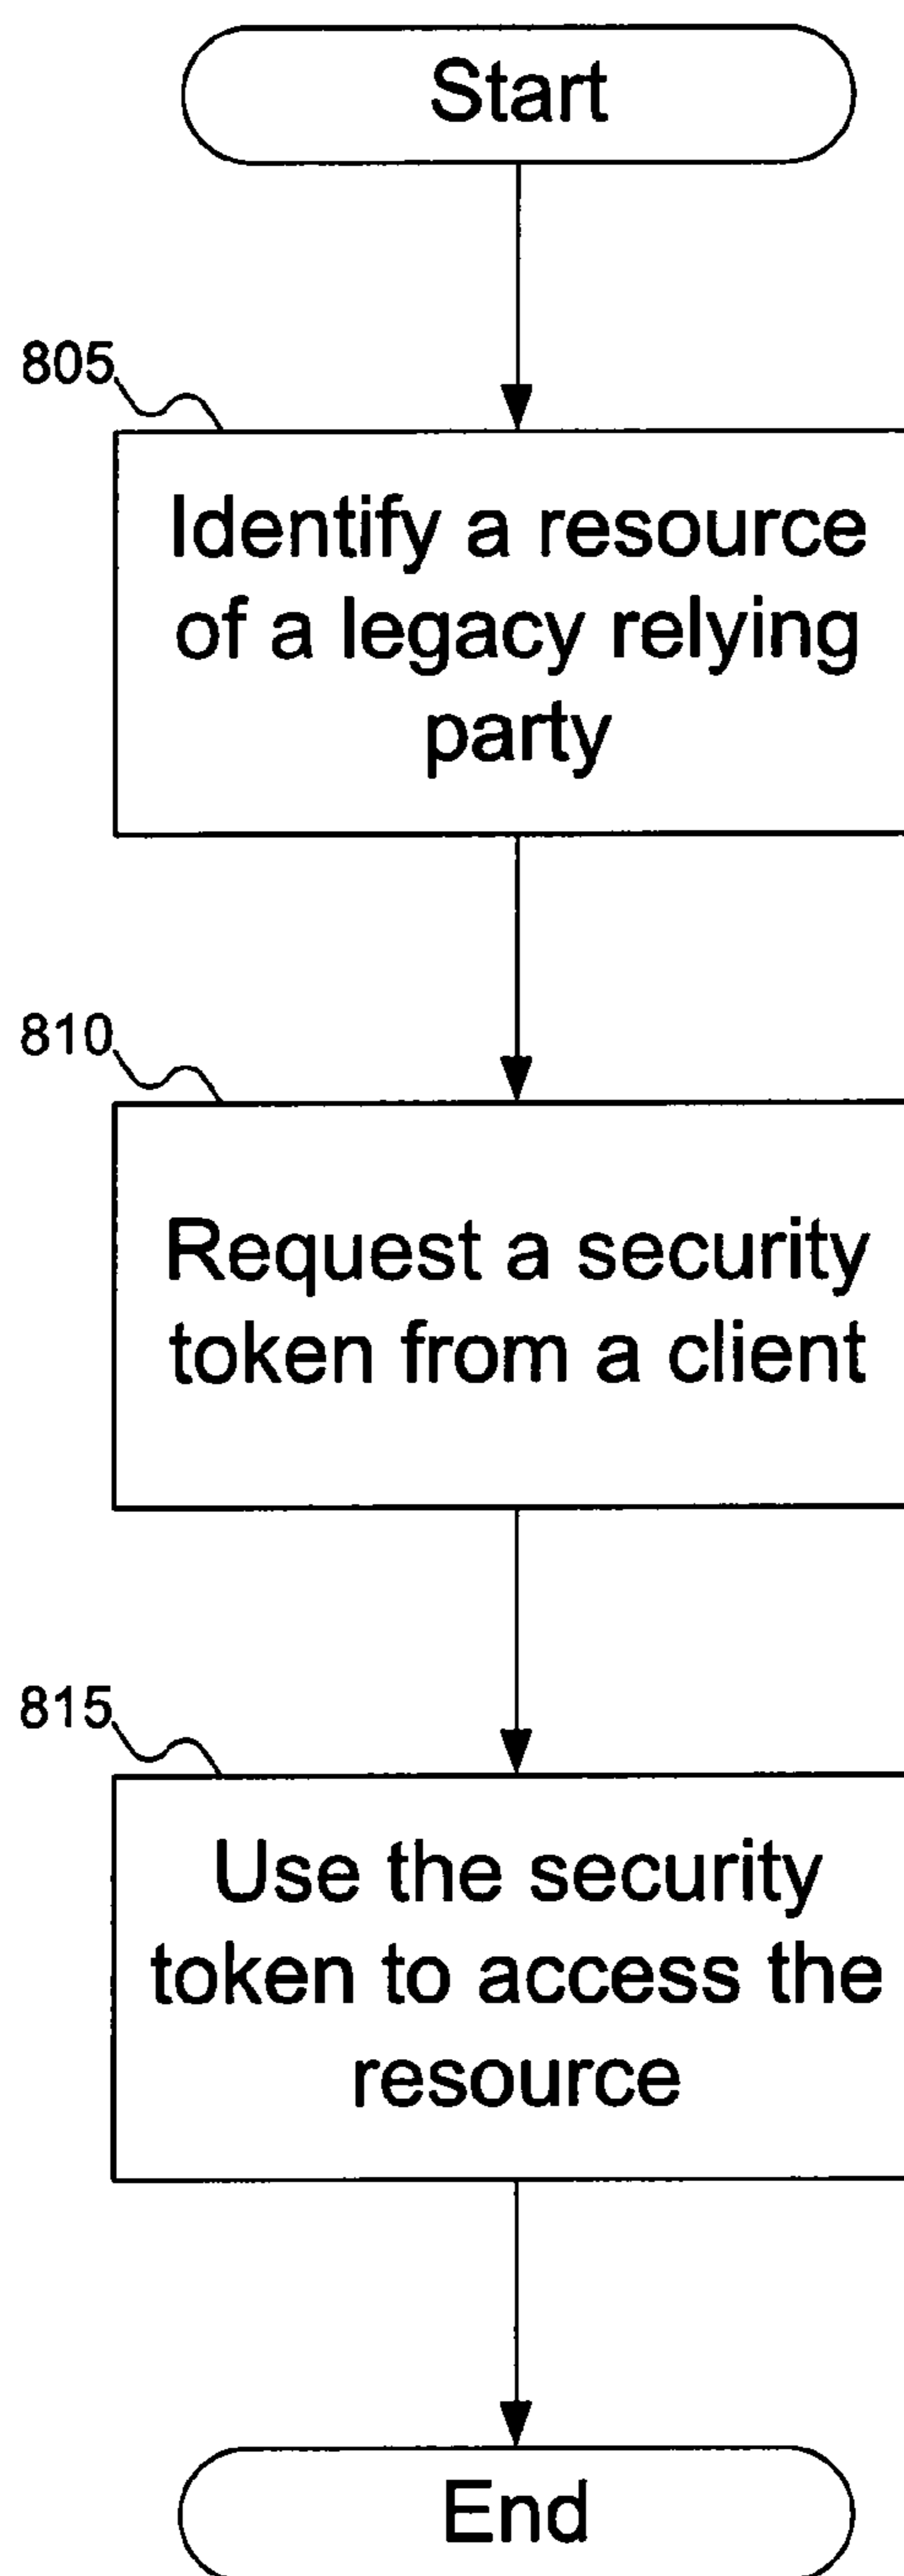 Start
805
Identify a resource
of a legacy relying
party
810
Request a security
token from a client
815
Use the security
token to access the
resource
End